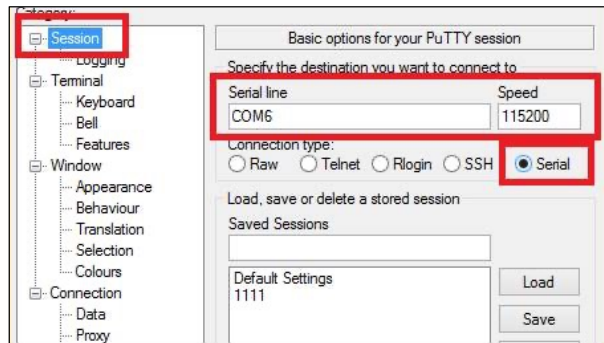 Category:
Session
Logging
Terminal
Keyboard
Bell
Features
Window
Appearance
Behaviour
Translation
Selection
Colours
Connection
Data
Proxy
Basic options for your PuTTY session
Specify the destination you want to connect to
Serial line Speed
COM6 115200
Connection type:
Raw Telnet Rlogin SSH Serial
Load, save or delete a stored session
Saved Sessions
Default Settings
1111
Load
Save